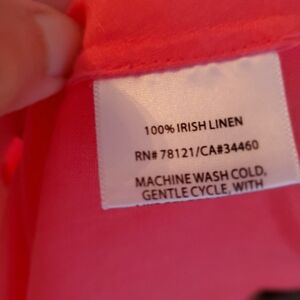 100% IRISH LINEN
RN# 78121/CA#34460
MACHINE WASH COLD,
GENTLE CYCLE, WITH